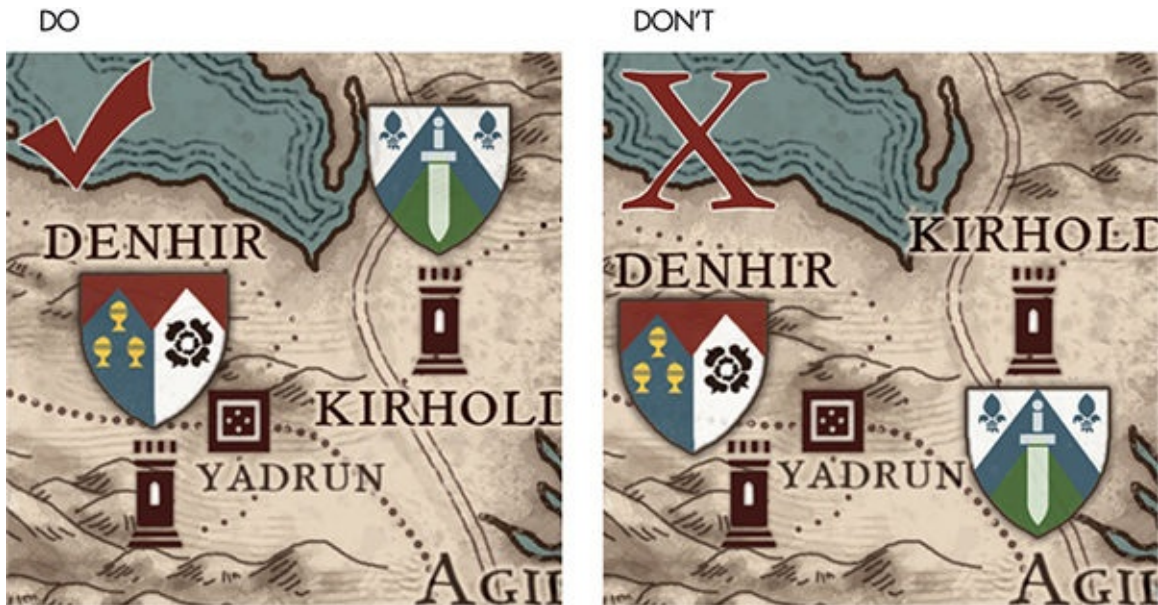 DO
DON'T
X
DENHIR
KIRHOLD
YADRUN
DENHIR
KIRHOLD
YADRUN